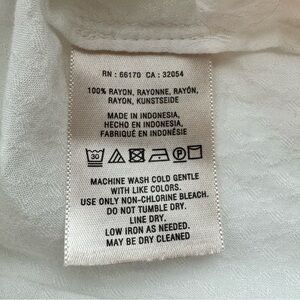 RN : 66170 CA : 32054
100% RAYON, RAYONNE, RAYÓN,
RAYON, KUNSTSEIDE
MADE IN INDONESIA,
HECHO EN INDONESIA,
FABRIQUÉ EN INDONÉSIE
30
MACHINE WASH COLD GENTLE
WITH LIKE COLORS.
USE ONLY NON-CHLORINE BLEACH.
DO NOT TUMBLE DRY.
LINE DRY.
LOW IRON AS NEEDED.
MAY BE DRY CLEANED